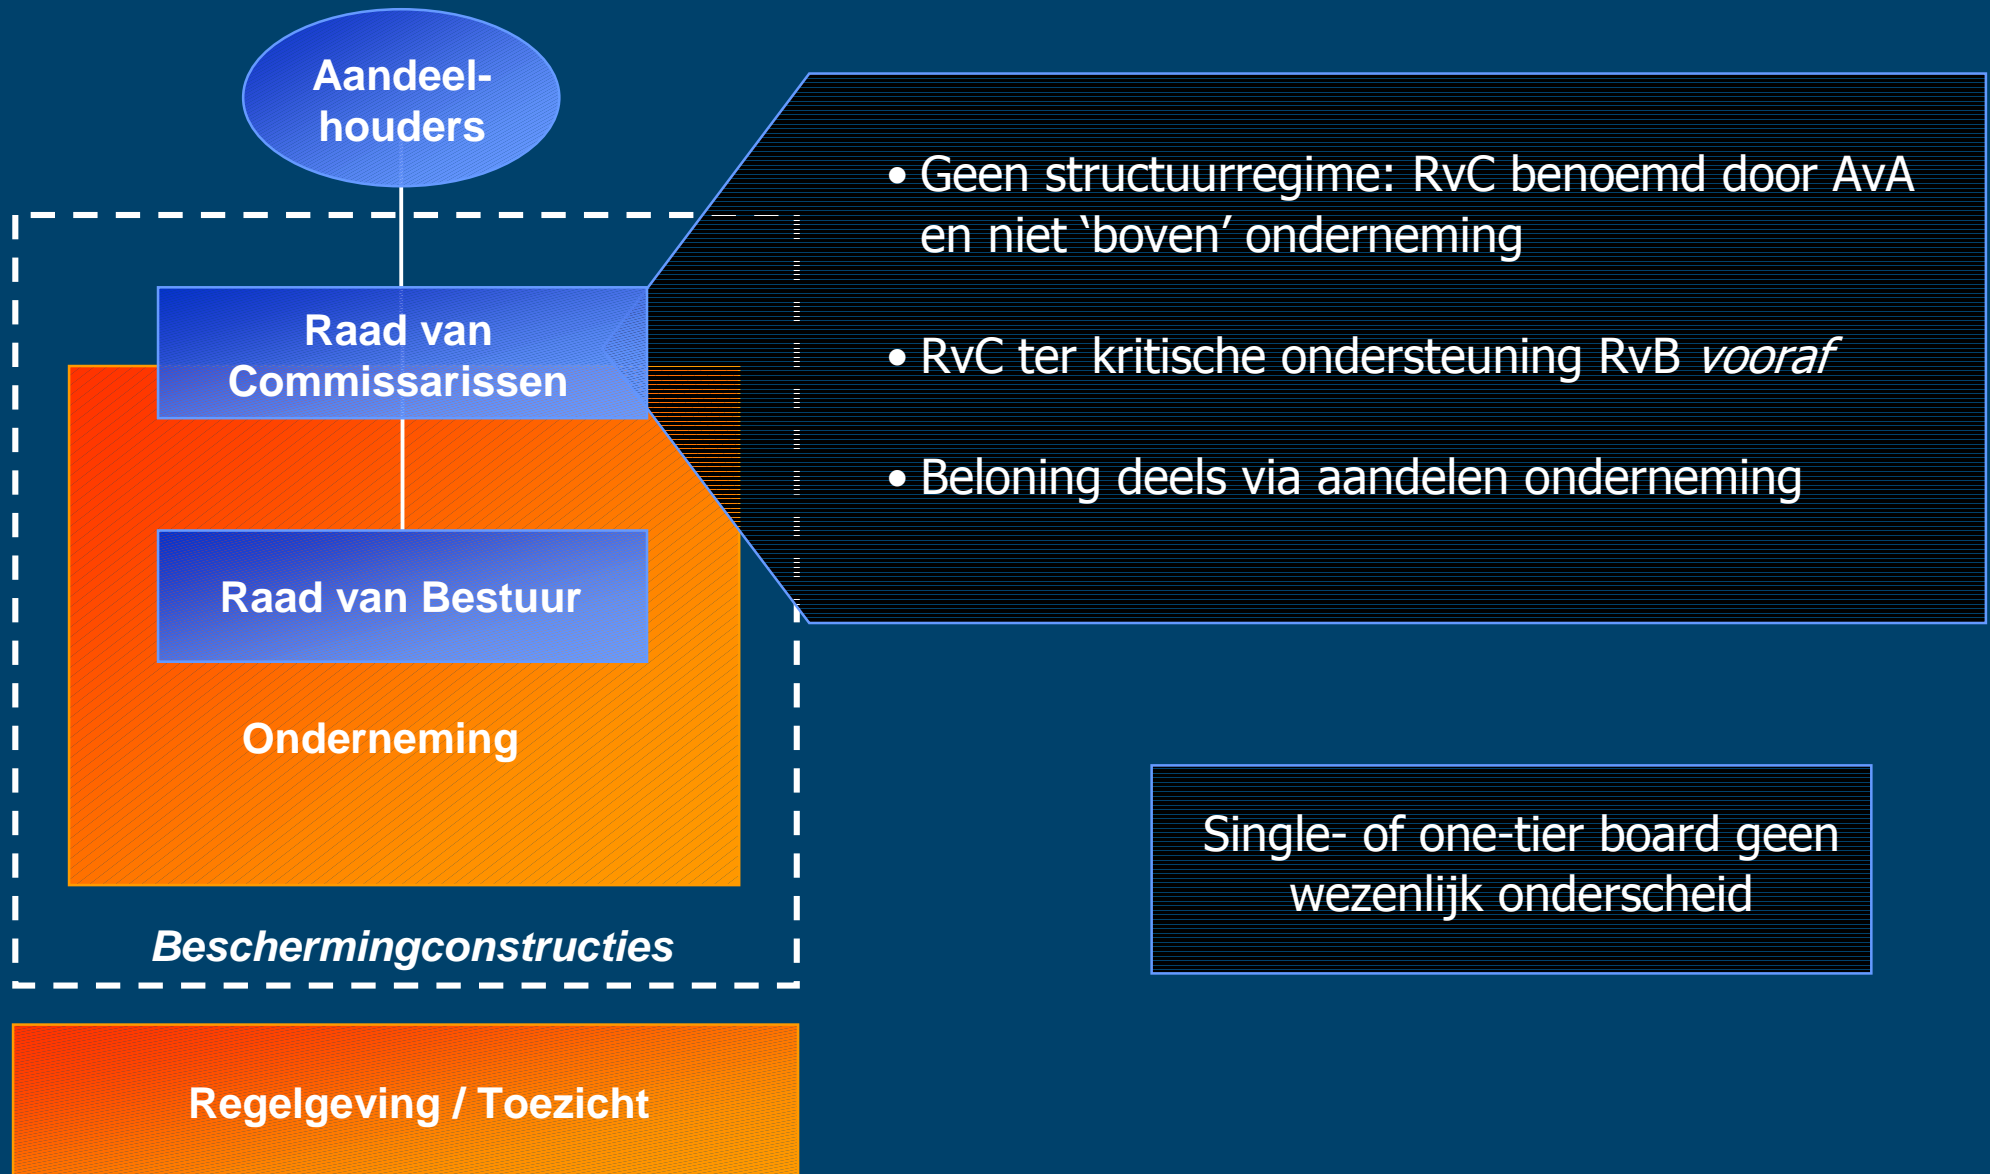 Aandeel-
houders
Raad van
Commissarissen
Raad van Bestuur
Onderneming
Beschermingconstructies
Regelgeving / Toezicht
• Geen structuurregime: RvC benoemd door AvA
en niet ‘boven’ onderneming
• RvC ter kritische ondersteuning RvB vooraf
• Beloning deels via aandelen onderneming
Single- of one-tier board geen
wezenlijk onderscheid